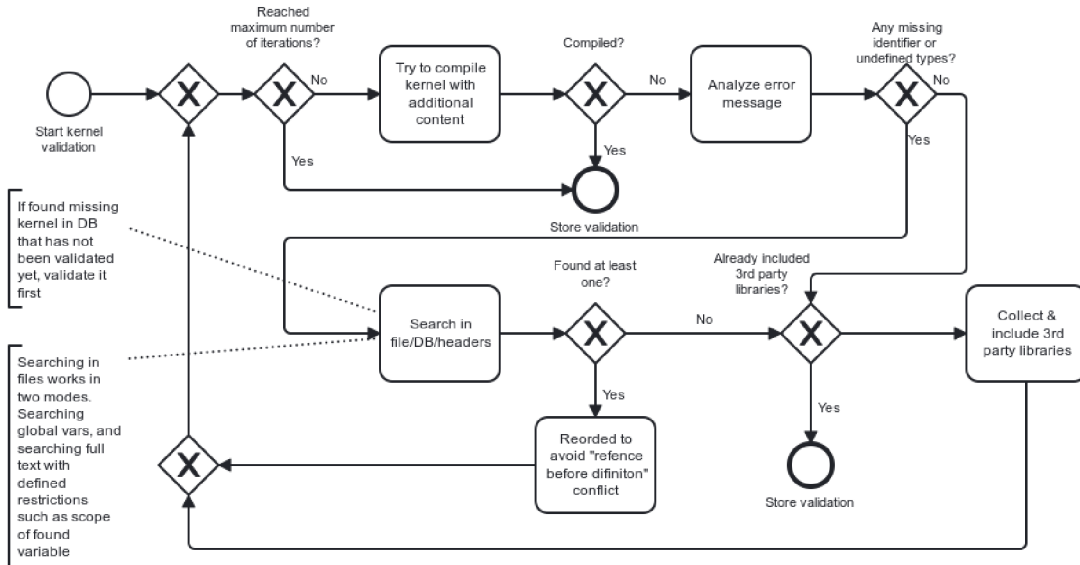 Reached
maximum number
of iterations?
No
Yes
Start kernel
validation
Try to compile
kernel with
additional
content
Compiled?
No
Yes
Store validation
Analyze error
message
Any missing
identifier or
undefined types?
No
Yes
If found missing
kernel in DB
that has not
been validated
yet, validate it
first
Searching in
files works in
two modes.
Searching
global vars, and
searching full
text with
defined
restrictions
such as scope
of found
variable
Search in
file/DB/headers
Found at least
one?
No
Yes
Reorded to
avoid "refence
before difiniton"
conflict
Already included
3rd party
libraries?
Yes
Store validation
Collect &
include 3rd
party libraries